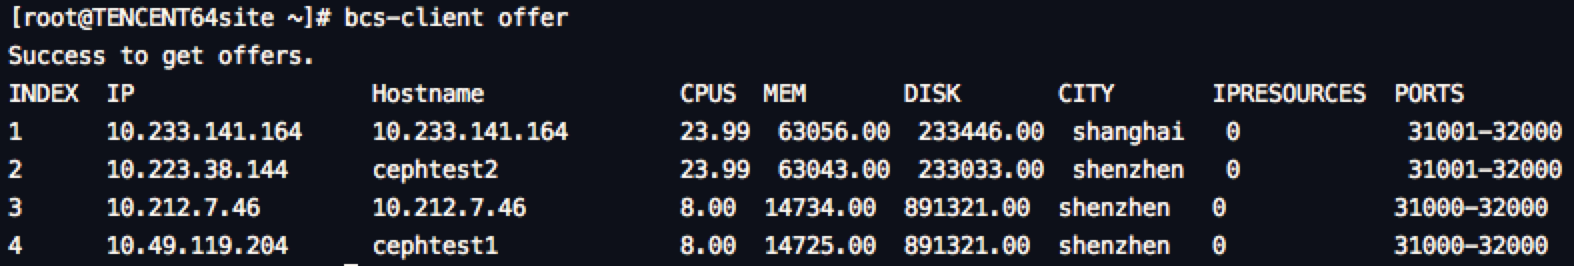 [root@TENCENT64site ~]# bcs-client offer
Success to get offers.
INDEX  IP                 Hostname              CPUS  MEM       DISK       CITY       IPRESOURCES  PORTS
1      10.233.141.164     10.233.141.164        23.99  63056.00  233446.00  shanghai   0            31001-32000
2      10.223.38.144      cephtest2             23.99  63043.00  233033.00  shenzhen   0            31001-32000
3      10.212.7.46        10.212.7.46           8.00  14734.00  891321.00  shenzhen   0            31000-32000
4      10.49.119.204      cephtest1             8.00  14725.00  891321.00  shenzhen   0            31000-32000